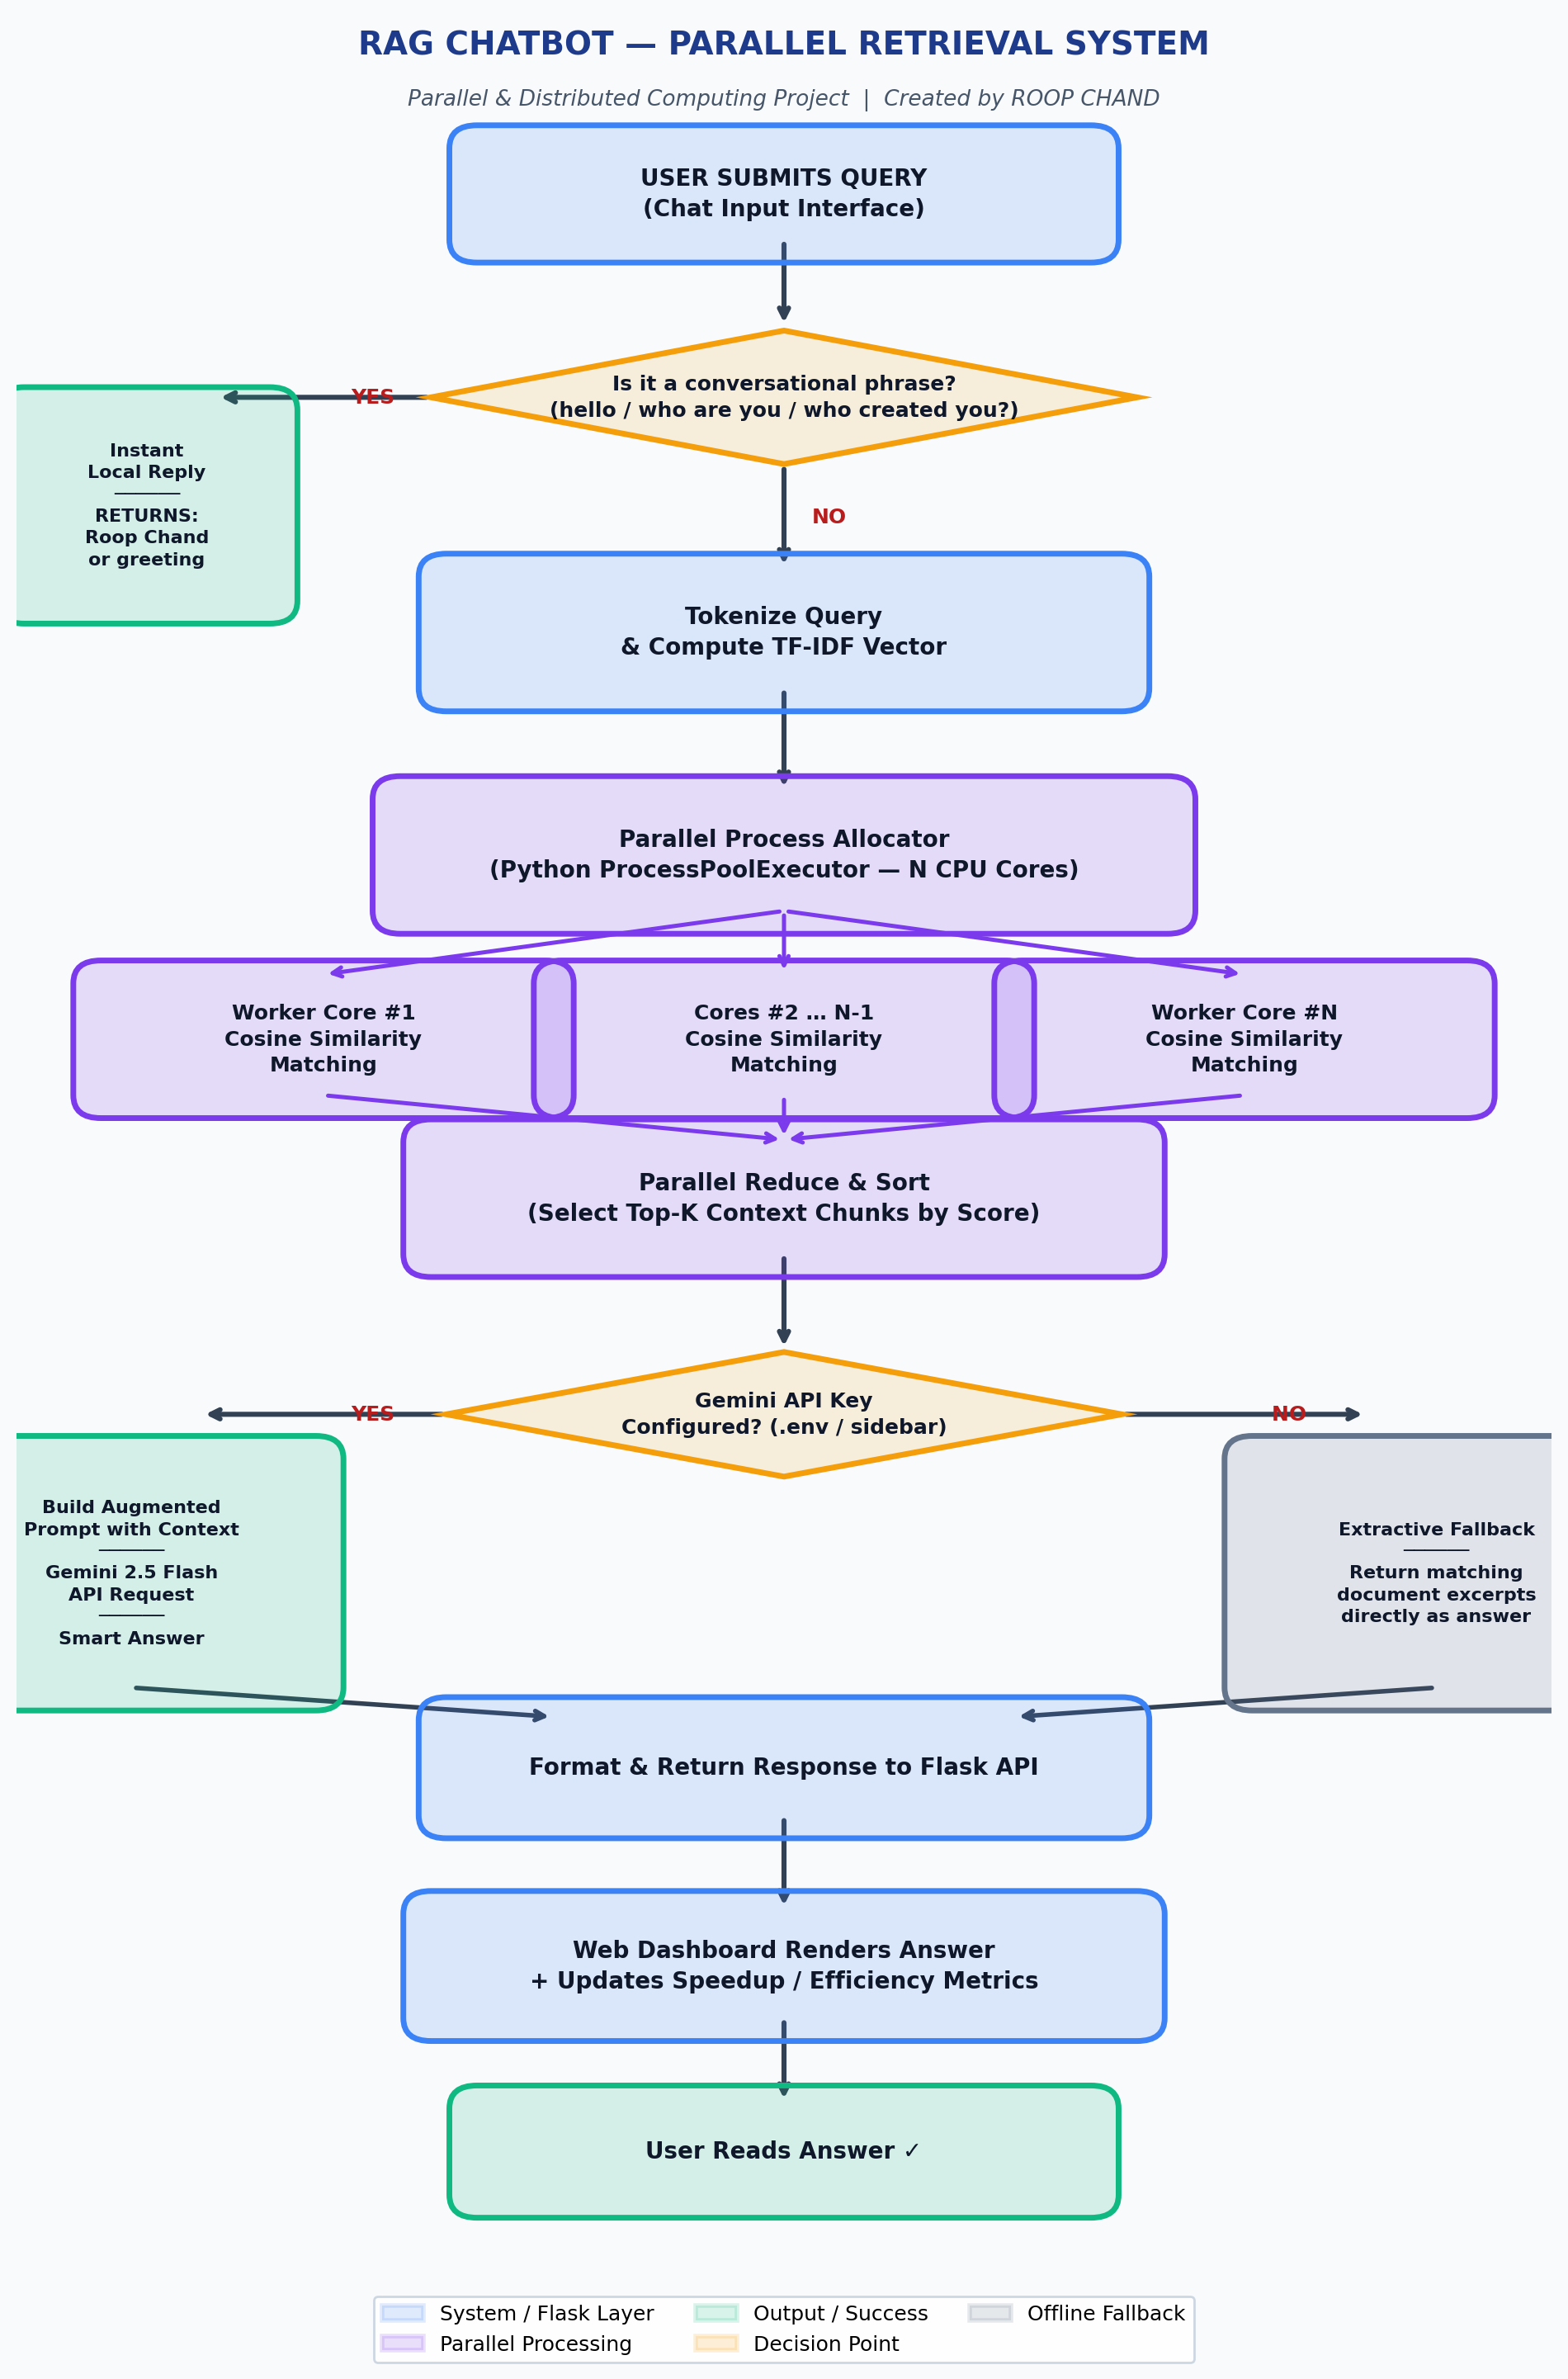 RAG CHATBOT — PARALLEL RETRIEVAL SYSTEM
Parallel & Distributed Computing Project | Created by ROOP CHAND
USER SUBMITS QUERY
(Chat Input Interface)
Is it a conversational phrase?
(hello / who are you / who created you?)
YES
Instant
Local Reply
RETURNS:
Roop Chand
or greeting
NO
Tokenize Query
& Compute TF-IDF Vector
Parallel Process Allocator
(Python ProcessPoolExecutor — N CPU Cores)
Worker Core #1
Cosine Similarity
Matching
Cores #2 ... N-1
Cosine Similarity
Matching
Worker Core #N
Cosine Similarity
Matching
Parallel Reduce & Sort
(Select Top-K Context Chunks by Score)
Gemini API Key
Configured? (.env / sidebar)
YES
NO
Build Augmented
Prompt with Context
Gemini 2.5 Flash
API Request
Smart Answer
Extractive Fallback
Return matching
document excerpts
directly as answer
Format & Return Response to Flask API
Web Dashboard Renders Answer
+ Updates Speedup / Efficiency Metrics
User Reads Answer ✓
System / Flask Layer
Parallel Processing
Output / Success
Decision Point
Offline Fallback